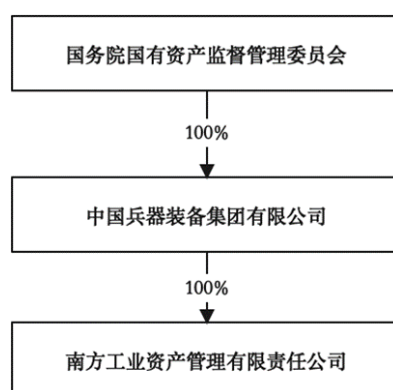 国务院国有资产监督管理委员会
100%
中国兵器装备集团有限公司
100%
南方工业资产管理有限责任公司